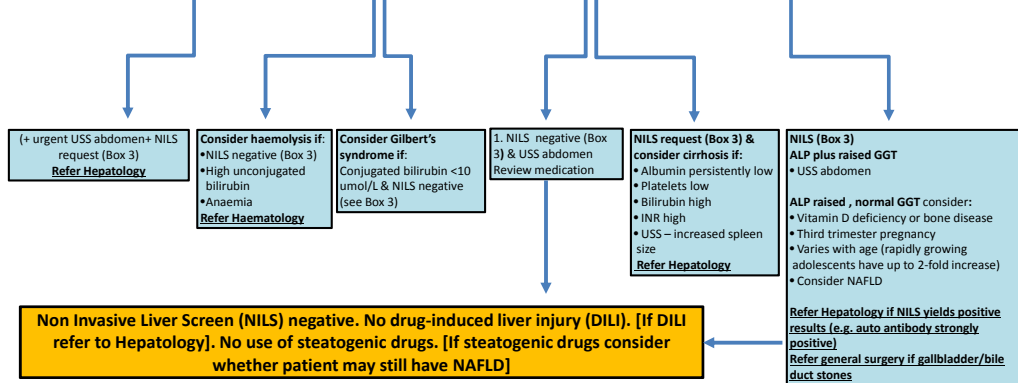 (+ urgent USS abdomen+ NILS
request (Box 3)
Refer Hepatology
Consider haemolysis if:
•NILS negative (Box 3)
•High unconjugated
bilirubin
•Anaemia
Refer Haematology
Consider Gilbert's
syndrome if:
Conjugated bilirubin <10
umol/L & NILS negative
(see Box 3)
1. NILS negative (Box
3) & USS abdomen
Review medication
NILS request (Box 3) &
consider cirrhosis if:
• Albumin persistently low
• Platelets low
• Bilirubin high
• INR high
• USS – increased spleen
size
Refer Hepatology
NILS (Box 3)
ALP plus raised GGT
• USS abdomen
ALP raised , normal GGT consider:
• Vitamin D deficiency or bone disease
• Third trimester pregnancy
• Varies with age (rapidly growing
adolescents have up to 2-fold increase)
• Consider NAFLD
Refer Hepatology if NILS yields positive
results (e.g. auto antibody strongly
positive)
Refer general surgery if gallbladder/bile
duct stones
Non Invasive Liver Screen (NILS) negative. No drug-induced liver injury (DILI). [If DILI
refer to Hepatology]. No use of steatogenic drugs. [If steatogenic drugs consider
whether patient may still have NAFLD]